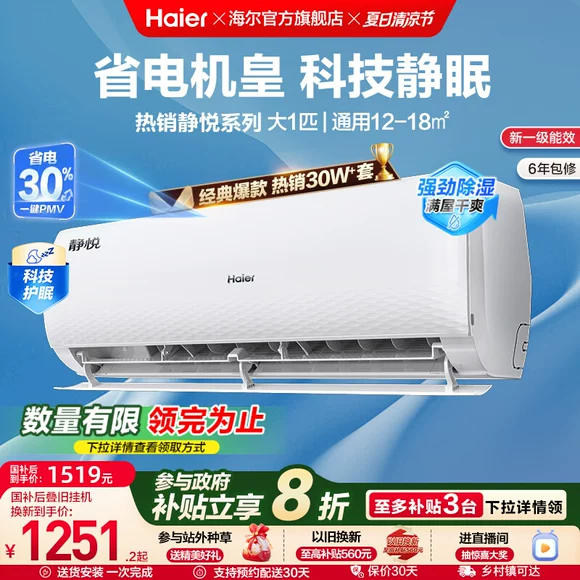 Haier × 海尔官方旗舰店 × 夏日清凉节
省电机皇 科技静眠
热销静悦系列 大1匹|通用12-18㎡
新一级能效
6年包修
省电
30%
一键PMV
经典爆款 热销30W+套
强劲除湿
满屋干爽
静悦
科技
护眠
Haier
数量有限 领完为止
下拉详情查看领取方式
国补后
到手价: 1519元
国补后叠旧挂机
换新到手价:
¥1251.2起
参与政府
补贴立享 8折
至多补贴3台 下拉详情领
参与站外种草
送精美好礼
以旧换新
至高补贴560元
以旧换新
进直播间
抽惊喜大奖
送货安装 一次完成
支持预约配送30天
保价30天
乡村镇可达